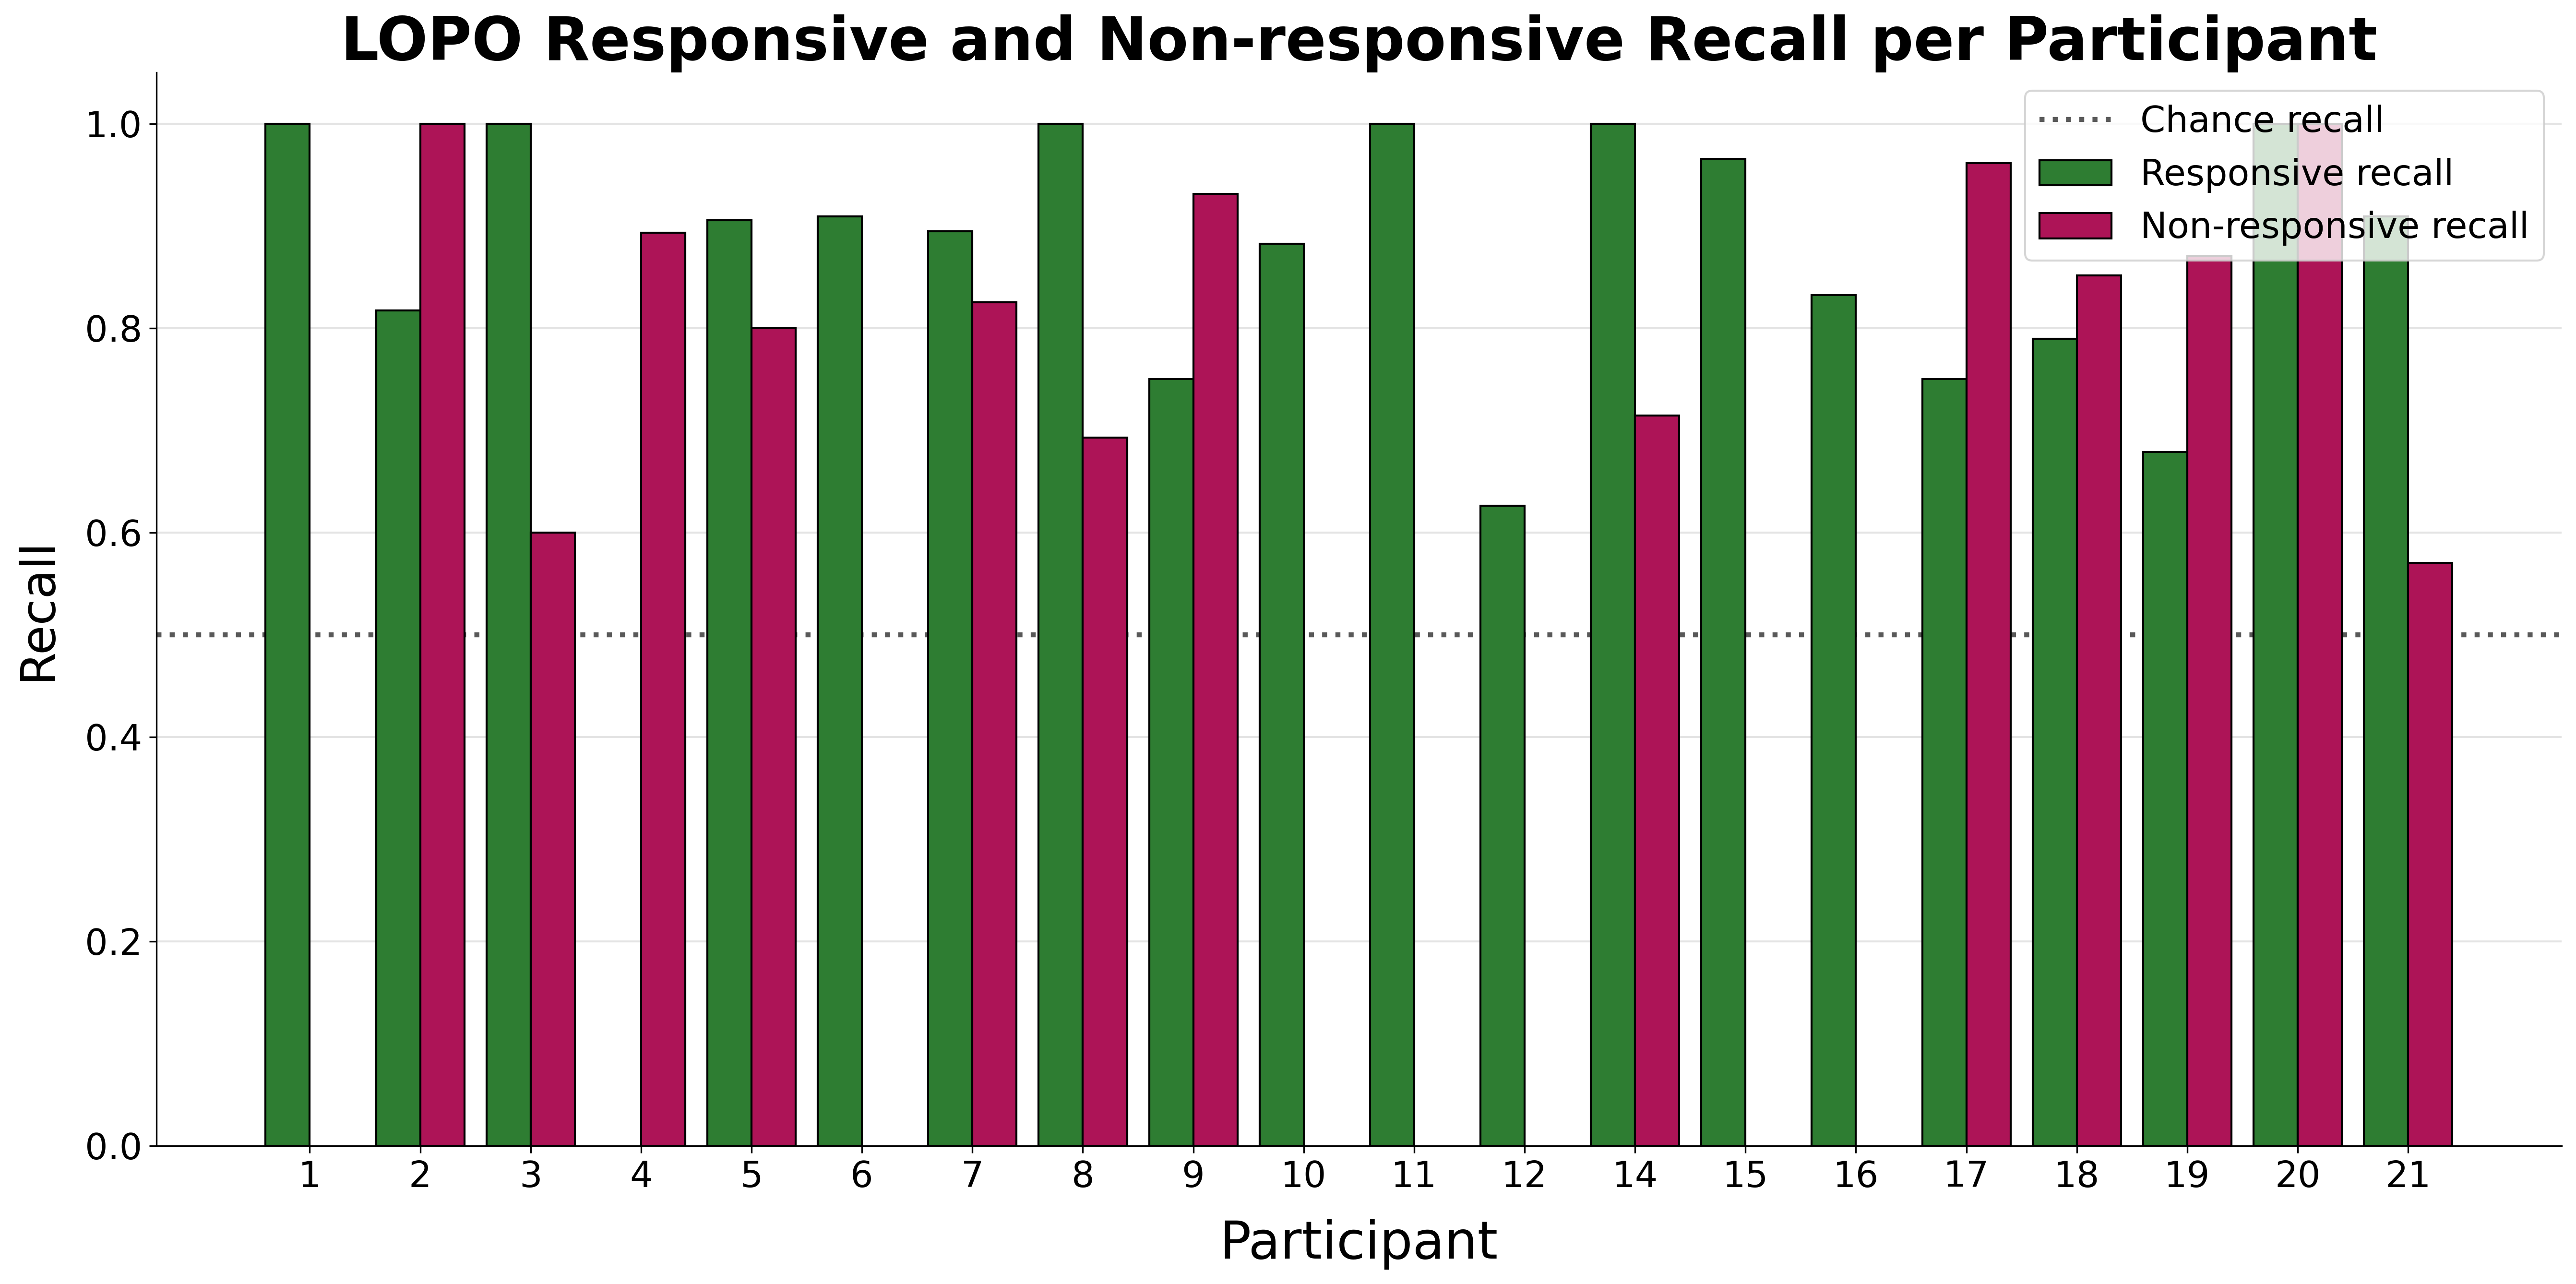 LOPO Responsive and Non-responsive Recall per Participant
Chance recall
Responsive recall
Non-responsive recall
1.0
0.8
0.6
0.4
0.2
0.0
Recall
1 2 3 4 5 6 7 8 9 10 11 12 14 15 16 17 18 19 20 21
Participant